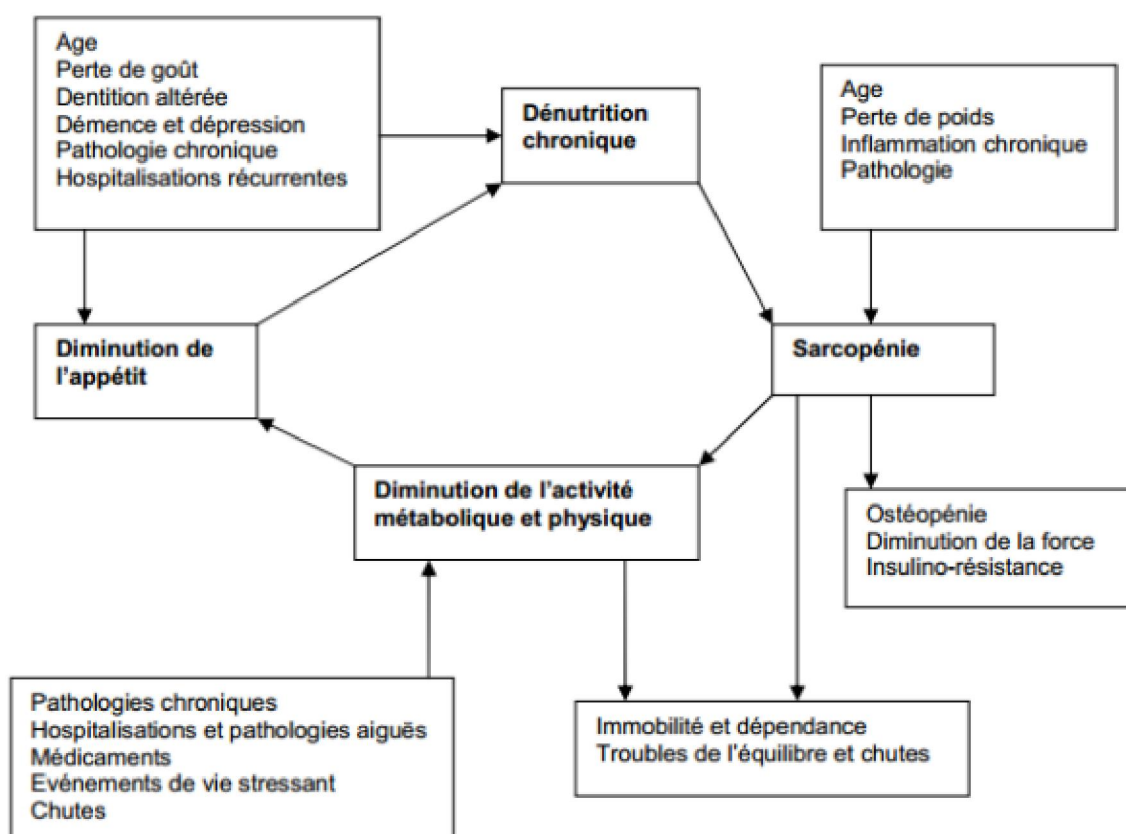 Age
Perte de goût
Dentition altérée
Démence et dépression
Pathologie chronique
Hospitalisations récurrentes
Dénutrition
chronique
Age
Perte de poids
Inflammation chronique
Pathologie
Diminution de
l'appétit
Sarcopénie
Diminution de l'activité
métabolique et physique
Ostéopénie
Diminution de la force
Insulino-résistance
Pathologies chroniques
Hospitalisations et pathologies aiguës
Médicaments
Evénements de vie stressant
Chutes
Immobilité et dépendance
Troubles de l'équilibre et chutes